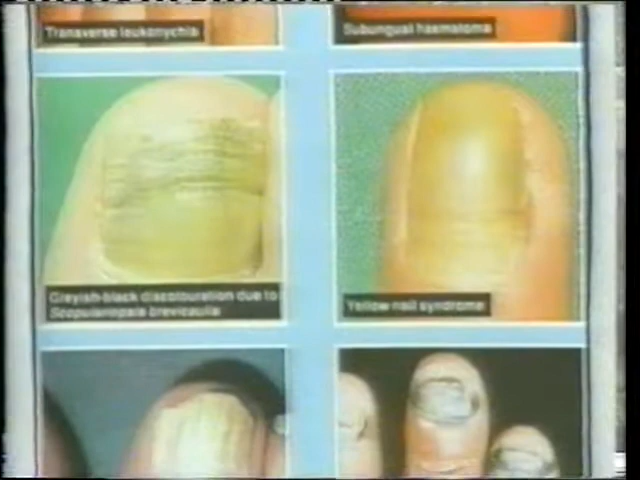 Transverse leukonychia
Subungual haematoma
Greyish-black discolouration due to
Scopulariopsis brevicaulis
Yellow nail syndrome